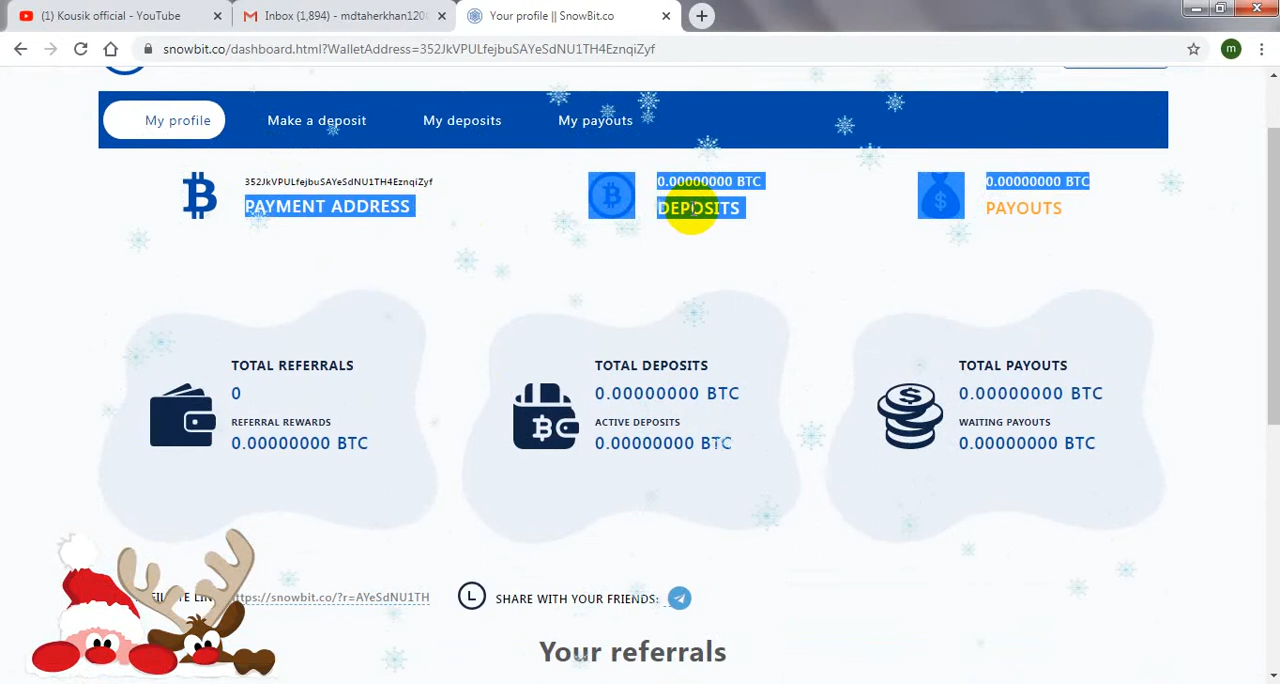 (1) Kousik official - YouTube
Inbox (1,894) - mdtaherkhan120
Your profile || SnowBit.co
snowbit.co/dashboard.html?WalletAddress=352JkVPULfejbuSAYeSdNU1TH4EznqiZyf
m
My profile
Make a deposit
My deposits
My payouts
352JkVPULfejbuSAYeSdNU1TH4EznqiZyf
PAYMENT ADDRESS
0.00000000 BTC
DEPOSITS
0.00000000 BTC
PAYOUTS
TOTAL REFERRALS
0
REFERRAL REWARDS
0.00000000 BTC
TOTAL DEPOSITS
0.00000000 BTC
ACTIVE DEPOSITS
0.00000000 BTC
TOTAL PAYOUTS
0.00000000 BTC
WAITING PAYOUTS
0.00000000 BTC
ttps://snowbit.co/?r=AYeSdNU1TH
SHARE WITH YOUR FRIENDS:
Your referrals